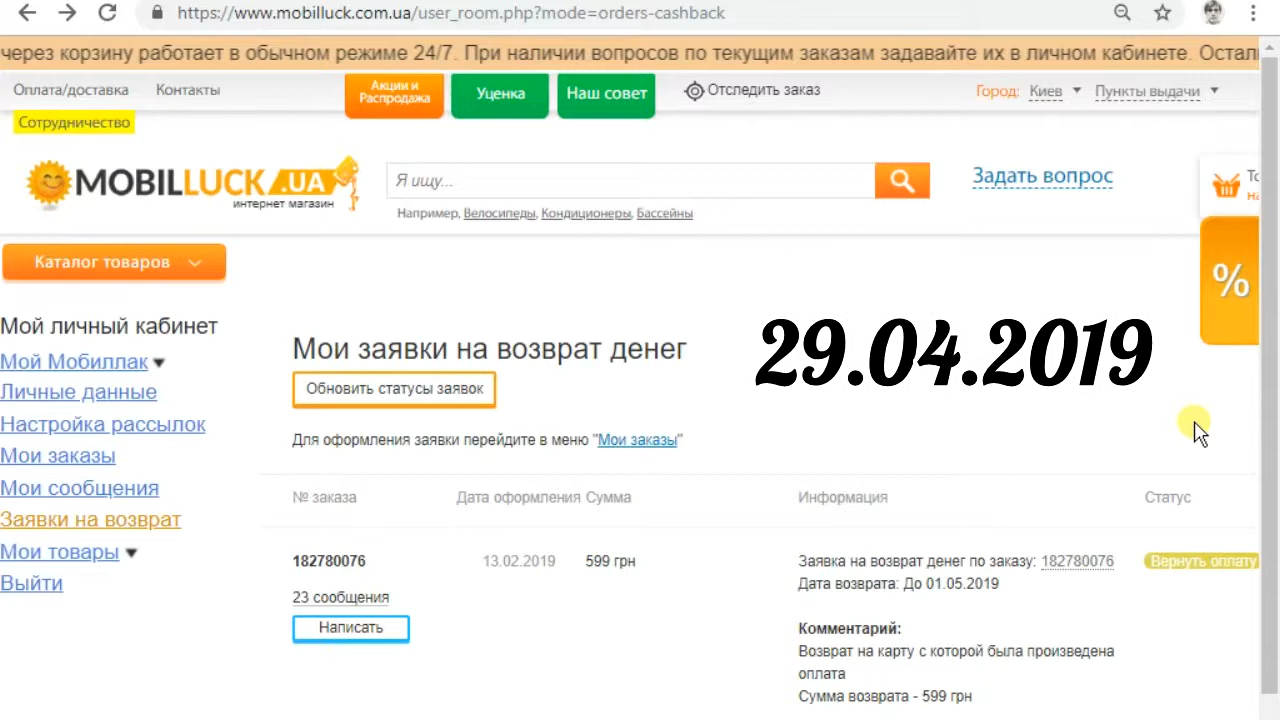 https://www.mobilluck.com.ua/user_room.php?mode=orders-cashback
через корзину работает в обычном режиме 24/7. При наличии вопросов по текущим заказам задавайте их в личном кабинете. Остал
Оплата/доставка
Контакты
Акции и
Распродажа
Уценка
Наш совет
Отследить заказ
Город: Киев
Пункты выдачи
Сотрудничество
MOBILLUCK.UA
интернет магазин
Я ищу...
Задать вопрос
То
на
Например, Велосипеды, Кондиционеры, Бассейны
Каталог товаров
%
Мой личный кабинет
Мой Мобиллак
Личные данные
Настройка рассылок
Мои заказы
Мои сообщения
Заявки на возврат
Мои товары
Выйти
Мои заявки на возврат денег
29.04.2019
Обновить статусы заявок
Для оформления заявки перейдите в меню "Мои заказы"
№ заказа Дата оформления Сумма Информация Статус
182780076 13.02.2019 599 грн Заявка на возврат денег по заказу: 182780076 Вернуть оплату
Дата возврата: До 01.05.2019
23 сообщения
Написать
Комментарий:
Возврат на карту с которой была произведена
оплата
Сумма возврата - 599 грн